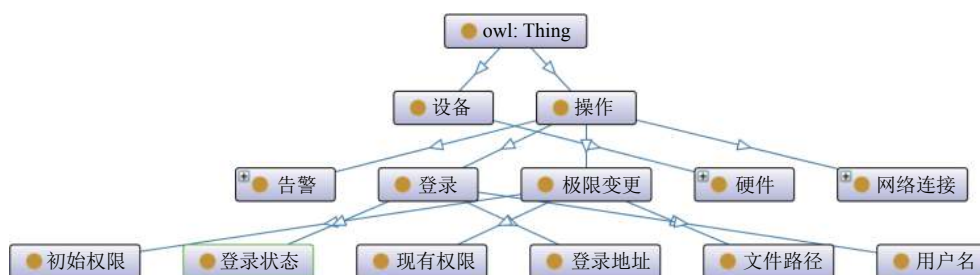 owl: Thing
设备
操作
告警
登录
极限变更
硬件
网络连接
初始权限
登录状态
现有权限
登录地址
文件路径
用户名